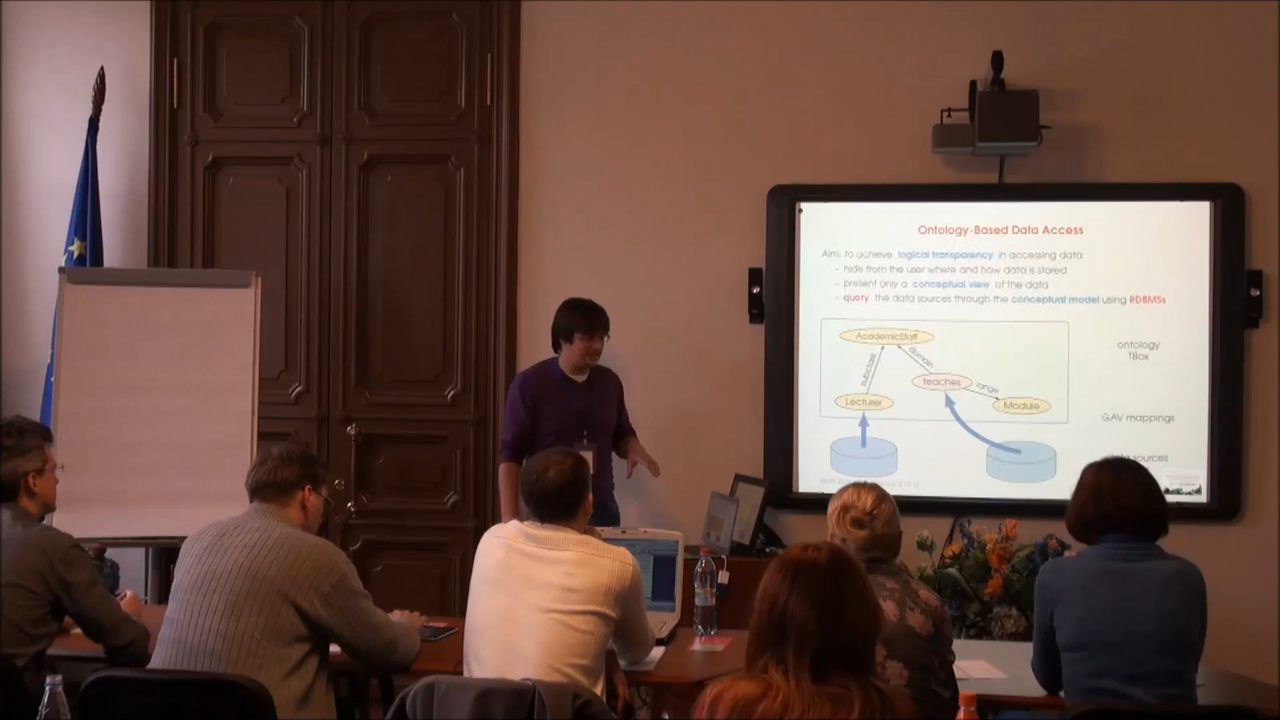 Ontology-Based Data Access
Aim: to achieve logical transparency in accessing data
– hide from the user where and how data is stored
– present only a conceptual view of the data
– query the data sources through the conceptual model using RDBMSs
AcademicStaff
ontology
TBox
subclass
domain
teaches
range
Lecturer
Module
GAV mappings
sources